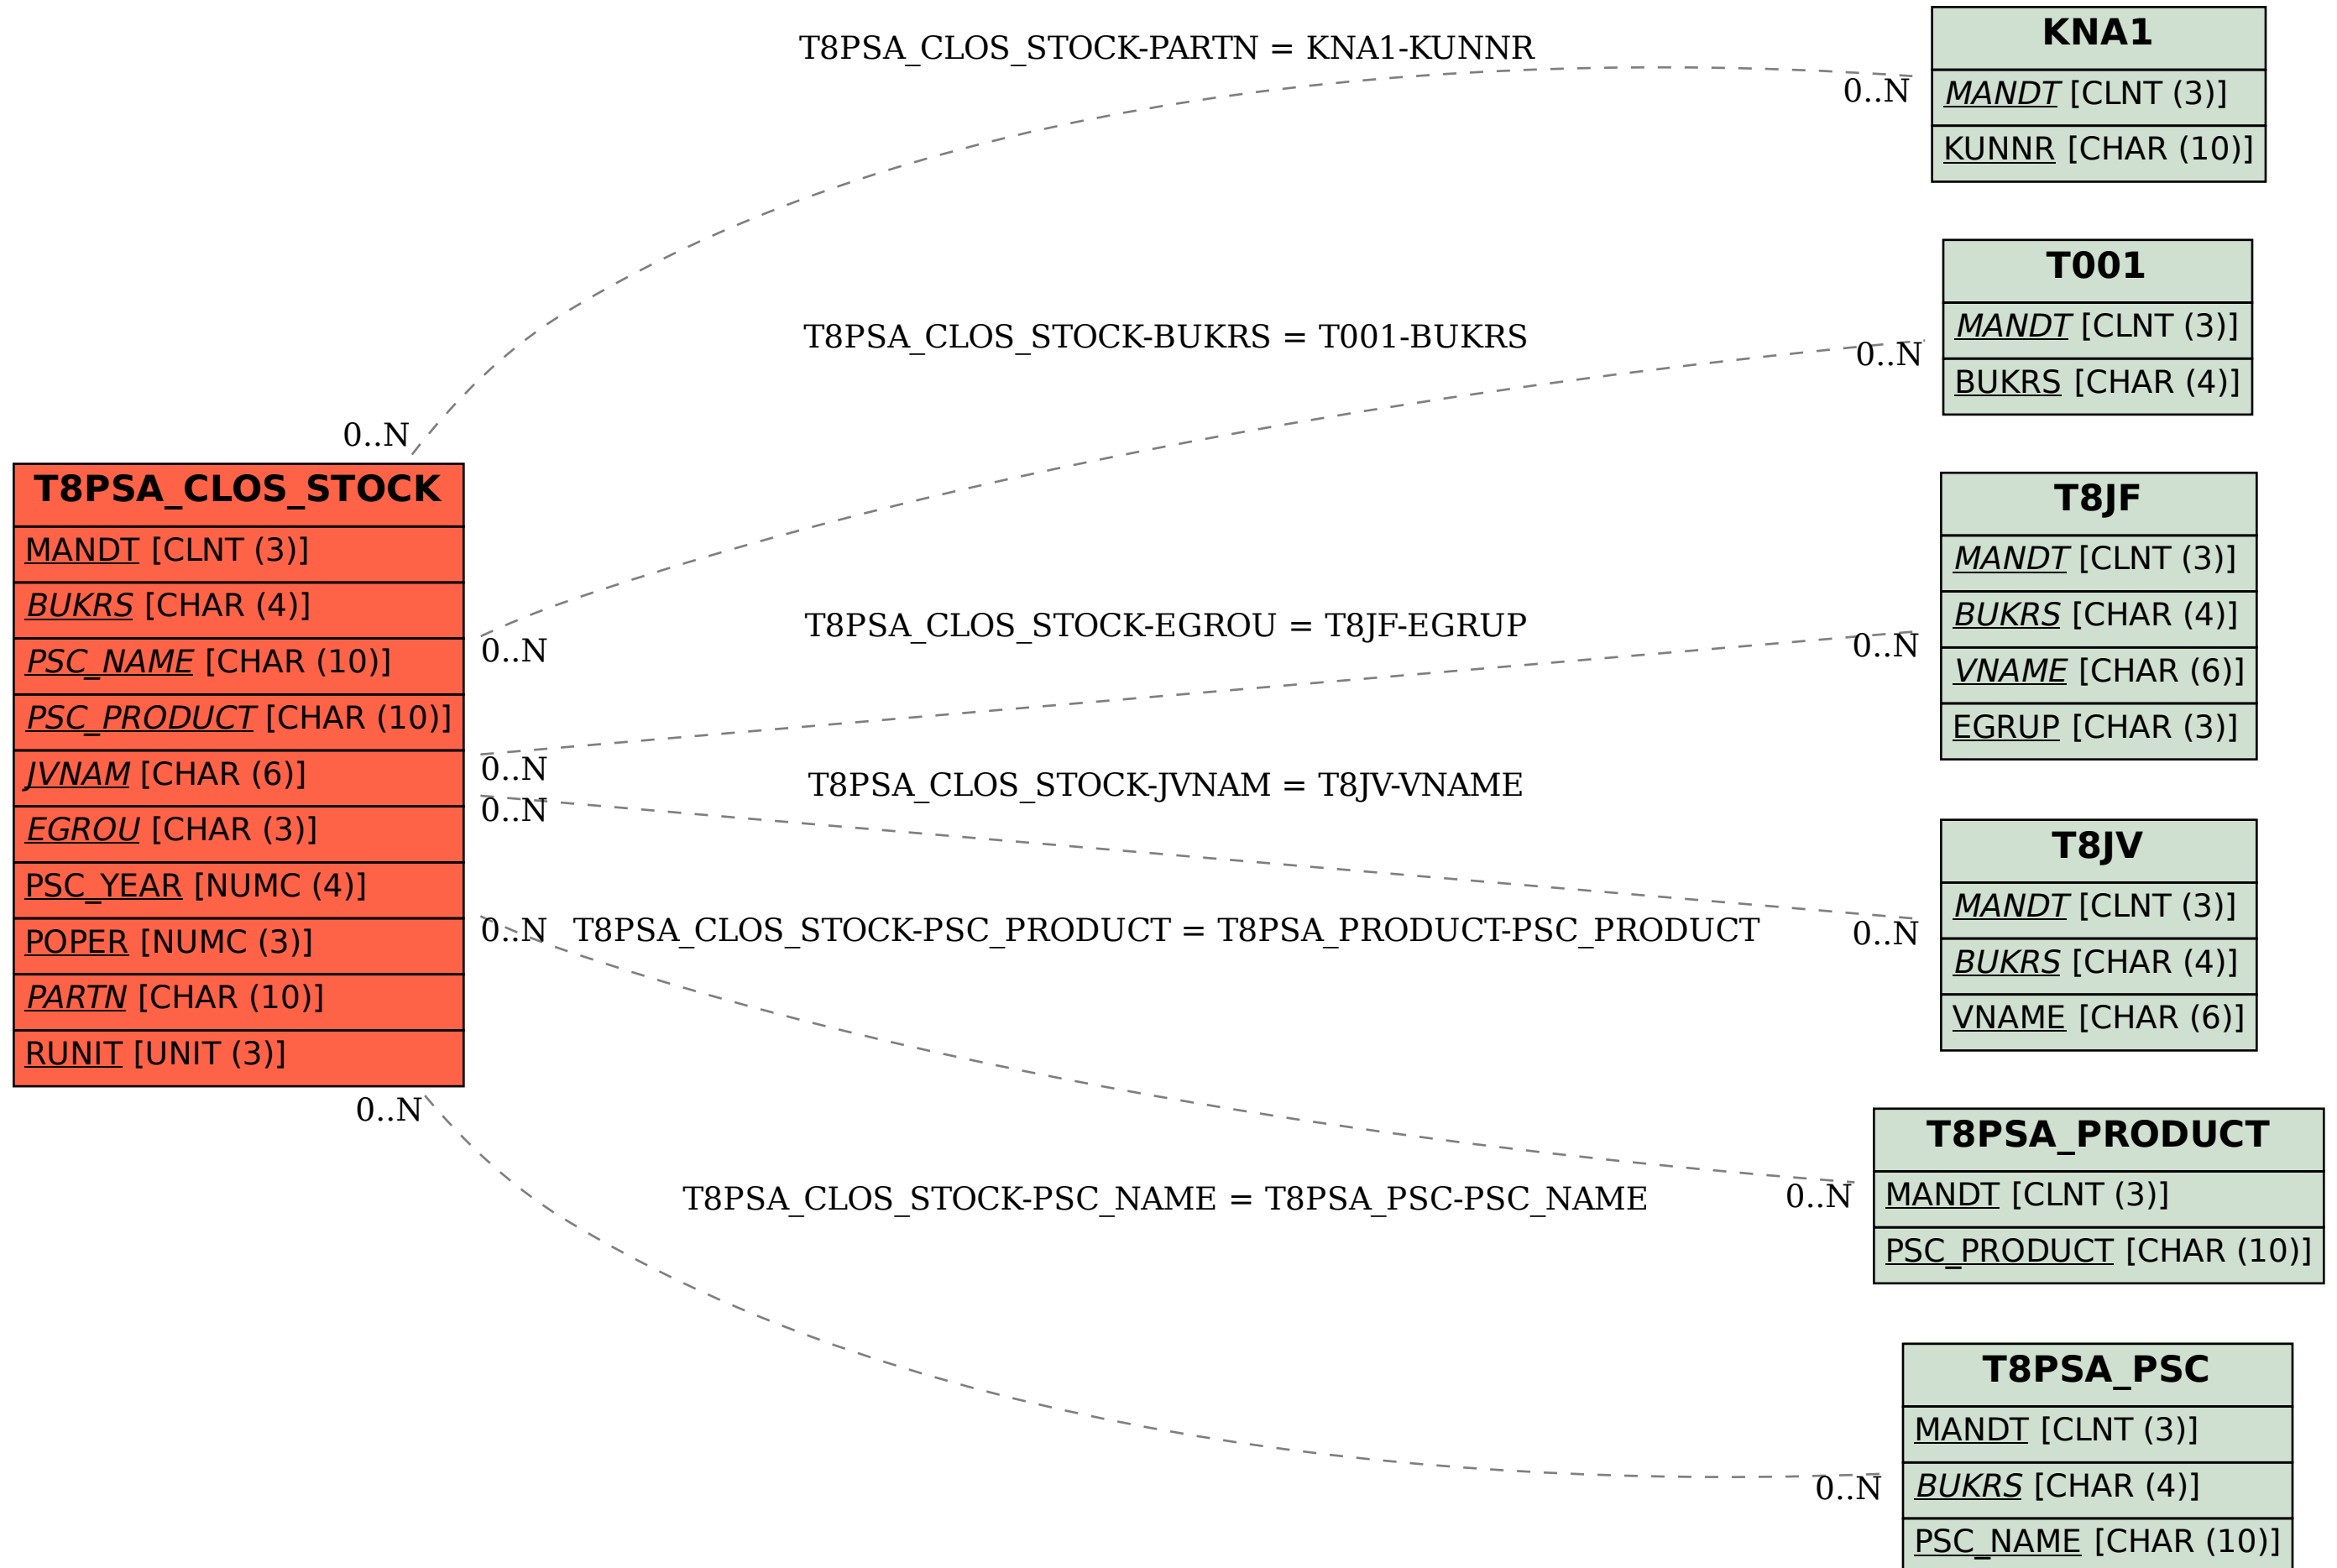 T8PSA_CLOS_STOCK-PARTN = KNA1-KUNNR
0..N
0..N
KNA1
MANDT [CLNT (3)]
KUNNR [CHAR (10)]
T8PSA_CLOS_STOCK-BUKRS = T001-BUKRS
0..N
0..N
T001
MANDT [CLNT (3)]
BUKRS [CHAR (4)]
T8PSA_CLOS_STOCK
MANDT [CLNT (3)]
BUKRS [CHAR (4)]
PSC_NAME [CHAR (10)]
PSC_PRODUCT [CHAR (10)]
JVNAM [CHAR (6)]
EGROU [CHAR (3)]
PSC_YEAR [NUMC (4)]
POPER [NUMC (3)]
PARTN [CHAR (10)]
RUNIT [UNIT (3)]
T8PSA_CLOS_STOCK-EGROU = T8JF-EGRUP
0..N
0..N
T8JF
MANDT [CLNT (3)]
BUKRS [CHAR (4)]
VNAME [CHAR (6)]
EGRUP [CHAR (3)]
T8PSA_CLOS_STOCK-JVNAM = T8JV-VNAME
0..N
0..N
T8JV
MANDT [CLNT (3)]
BUKRS [CHAR (4)]
VNAME [CHAR (6)]
0..N T8PSA_CLOS_STOCK-PSC_PRODUCT = T8PSA_PRODUCT-PSC_PRODUCT
0..N
T8PSA_PRODUCT
MANDT [CLNT (3)]
PSC_PRODUCT [CHAR (10)]
0..N
T8PSA_CLOS_STOCK-PSC_NAME = T8PSA_PSC-PSC_NAME
0..N
T8PSA_PSC
MANDT [CLNT (3)]
BUKRS [CHAR (4)]
PSC_NAME [CHAR (10)]